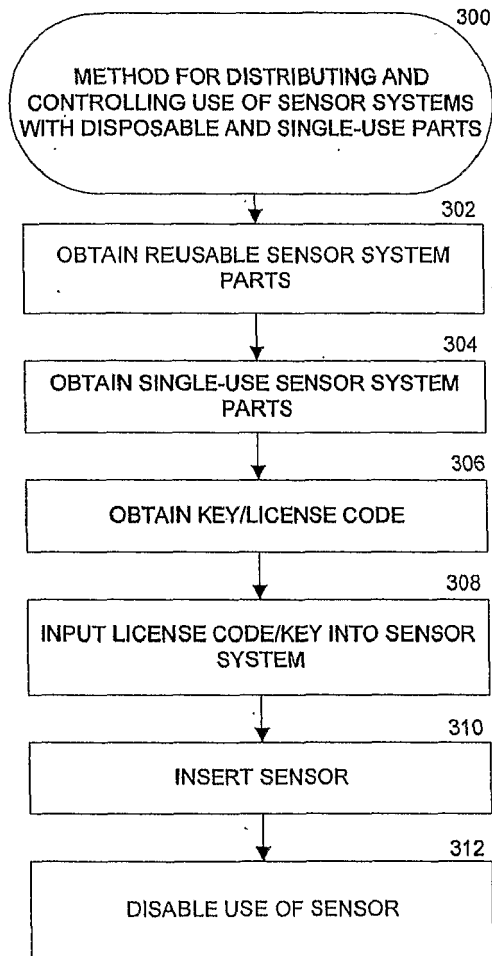 300
METHOD FOR DISTRIBUTING AND
CONTROLLING USE OF SENSOR SYSTEMS
WITH DISPOSABLE AND SINGLE-USE PARTS
302
OBTAIN REUSABLE SENSOR SYSTEM
PARTS
304
OBTAIN SINGLE-USE SENSOR SYSTEM
PARTS
306
OBTAIN KEY/LICENSE CODE
308
INPUT LICENSE CODE/KEY INTO SENSOR
SYSTEM
310
INSERT SENSOR
312
DISABLE USE OF SENSOR